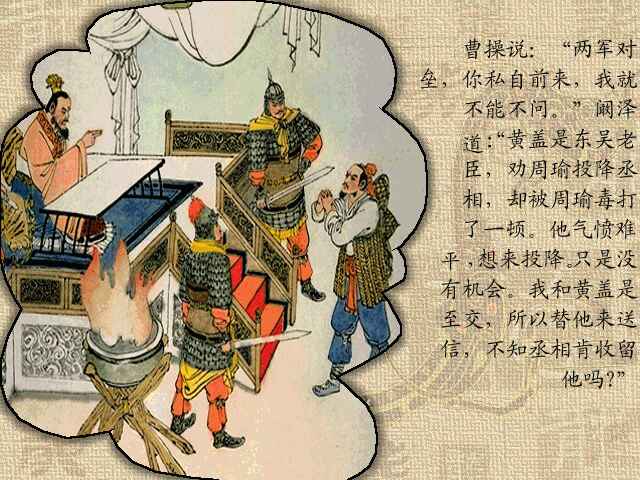 曹操说：“两军对
垒，你私自前来，我就
不能不问。”阚泽
道：“黄盖是东吴老
臣，劝周瑜投降丞
相，却被周瑜毒打
了一顿。他气愤难
平，想来投降。只是没
有机会。我和黄盖是
至交，所以替他来送
信，不知丞相肯收留
他吗？”